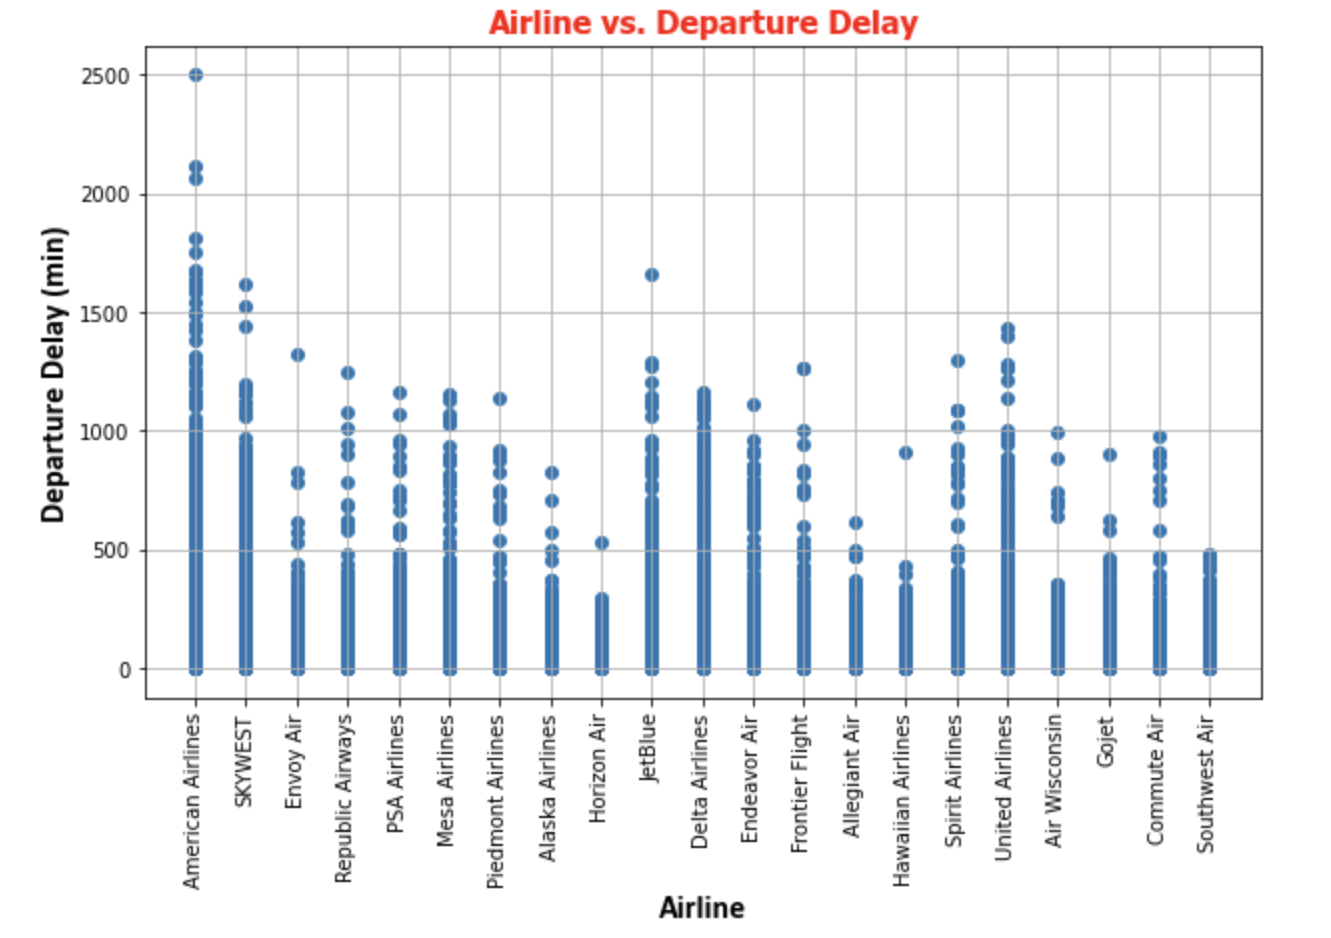 Airline vs. Departure Delay
Departure Delay (min)
2500
2000
1500
1000
500
0
American Airlines
SKYWEST
Envoy Air
Republic Airways
PSA Airlines
Mesa Airlines
Piedmont Airlines
Alaska Airlines
Horizon Air
JetBlue
Delta Airlines
Endeavor Air
Frontier Flight
Allegiant Air
Hawaiian Airlines
Spirit Airlines
United Airlines
Air Wisconsin
Gojet
Commute Air
Southwest Air
Airline